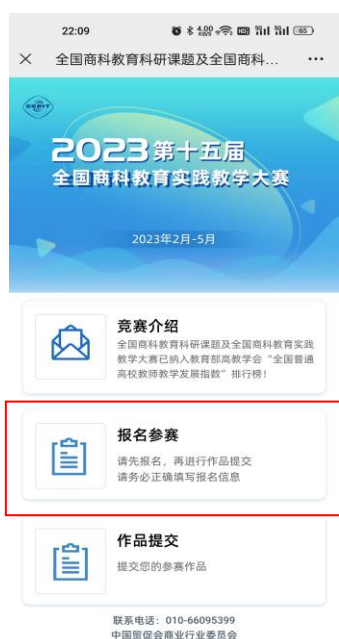 22:09
4.00
KB/S
HD
65
全国商科教育科研课题及全国商科...
CCPIT
2023第十五届
全国商科教育实践教学大赛
2023年2月-5月
竞赛介绍
全国商科教育科研课题及全国商科教育实践
教学大赛已纳入教育部高教学会“全国普通
高校教师教学发展指数”排行榜！
报名参赛
请先报名，再进行作品提交
请务必正确填写报名信息
作品提交
提交您的参赛作品
联系电话：010-66095399
中国贸促会商业行业委员会